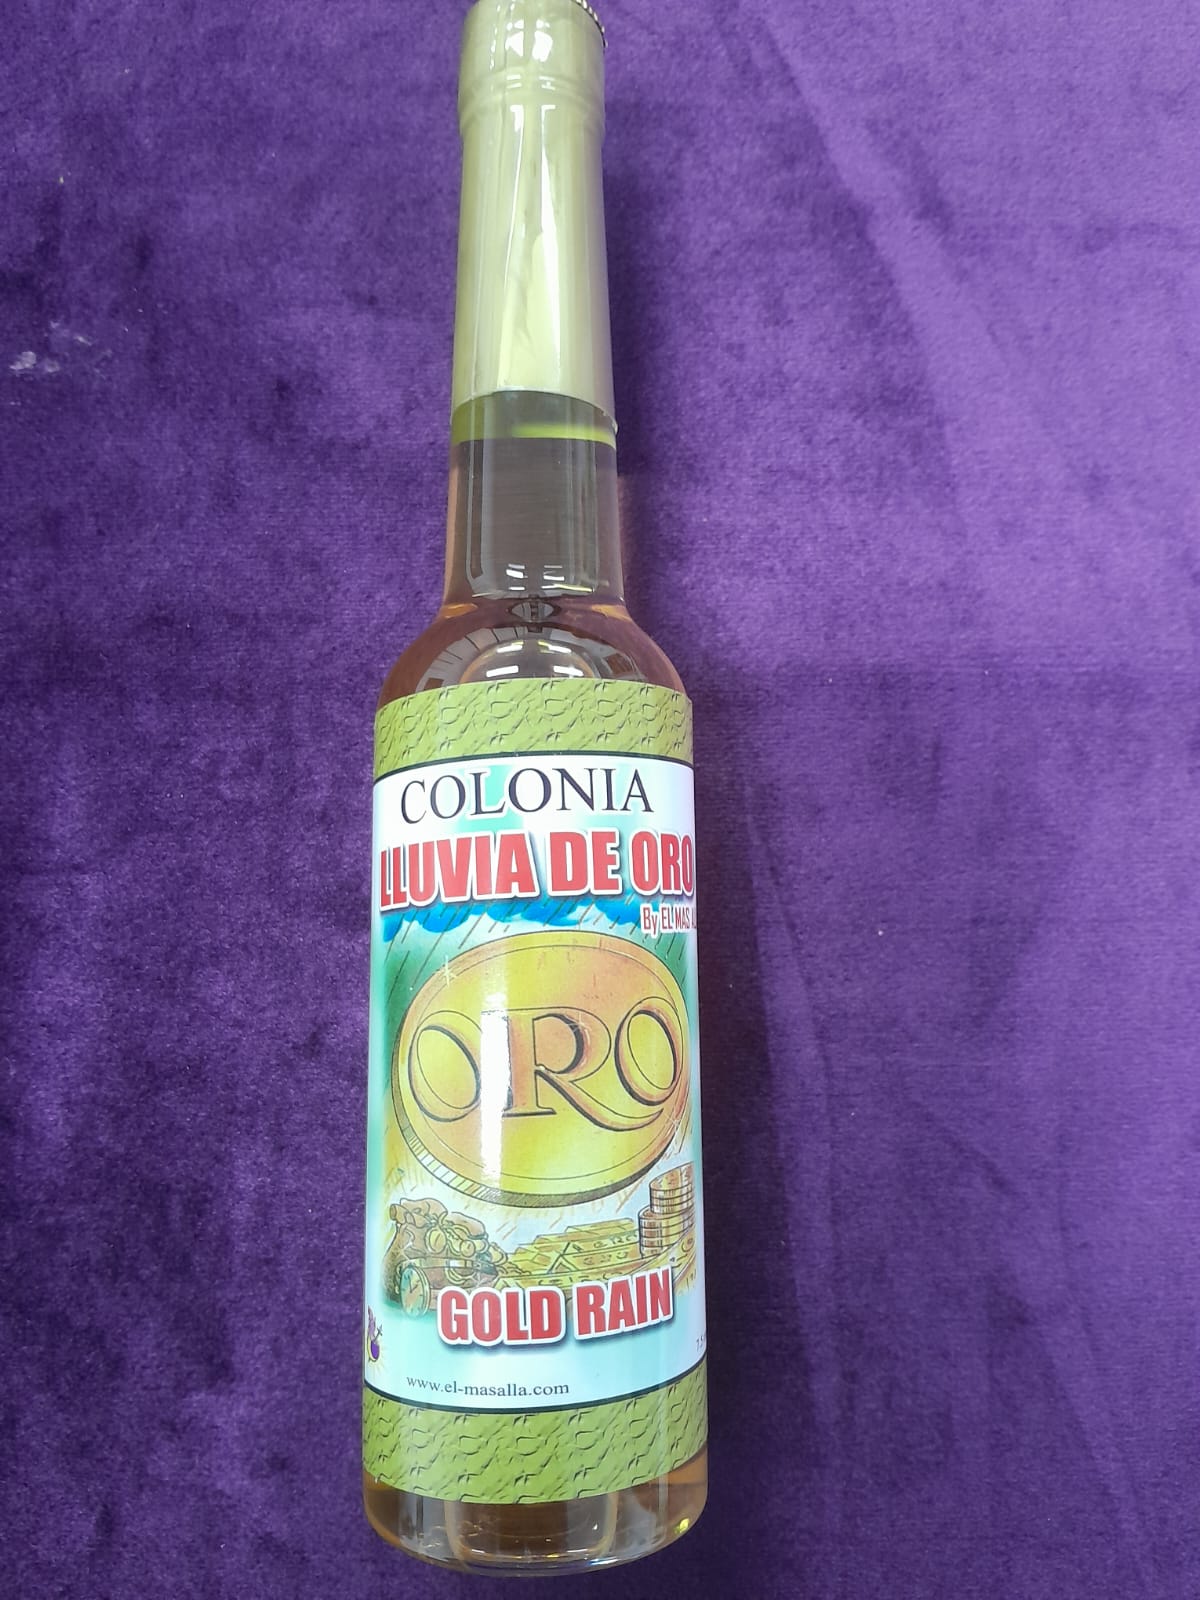 COLONIA
LLUVIA DE ORO
By EL MAS
ORO
GOLD RAIN
www.el-masalla.com